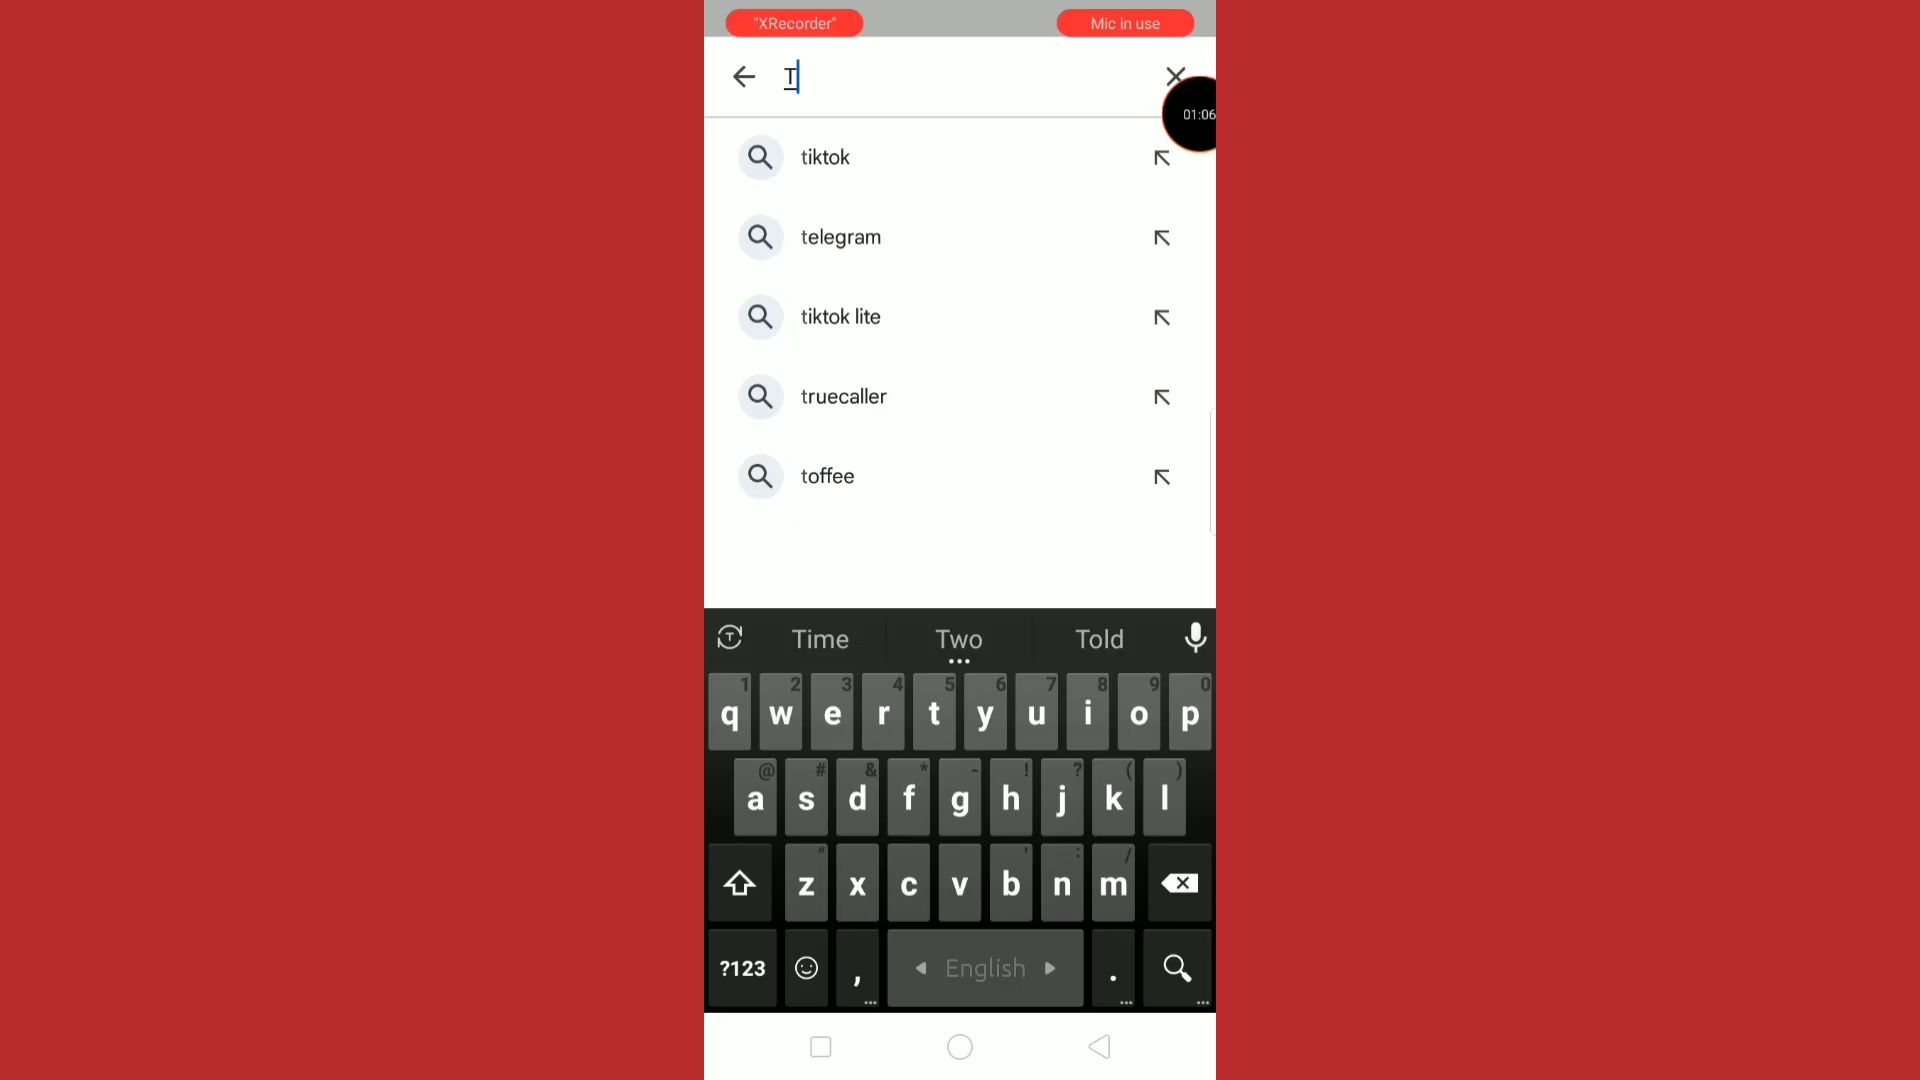 "XRecorder" Mic in use
T
01:06
tiktok
telegram
tiktok lite
truecaller
toffee
Time Two Told
1 2 3 4 5 6 7 8 9 0
q w e r t y u i o p
@ # & * - ! ? ( )
a s d f g h j k l
" ' : /
z x c v b n m
?123 , English .